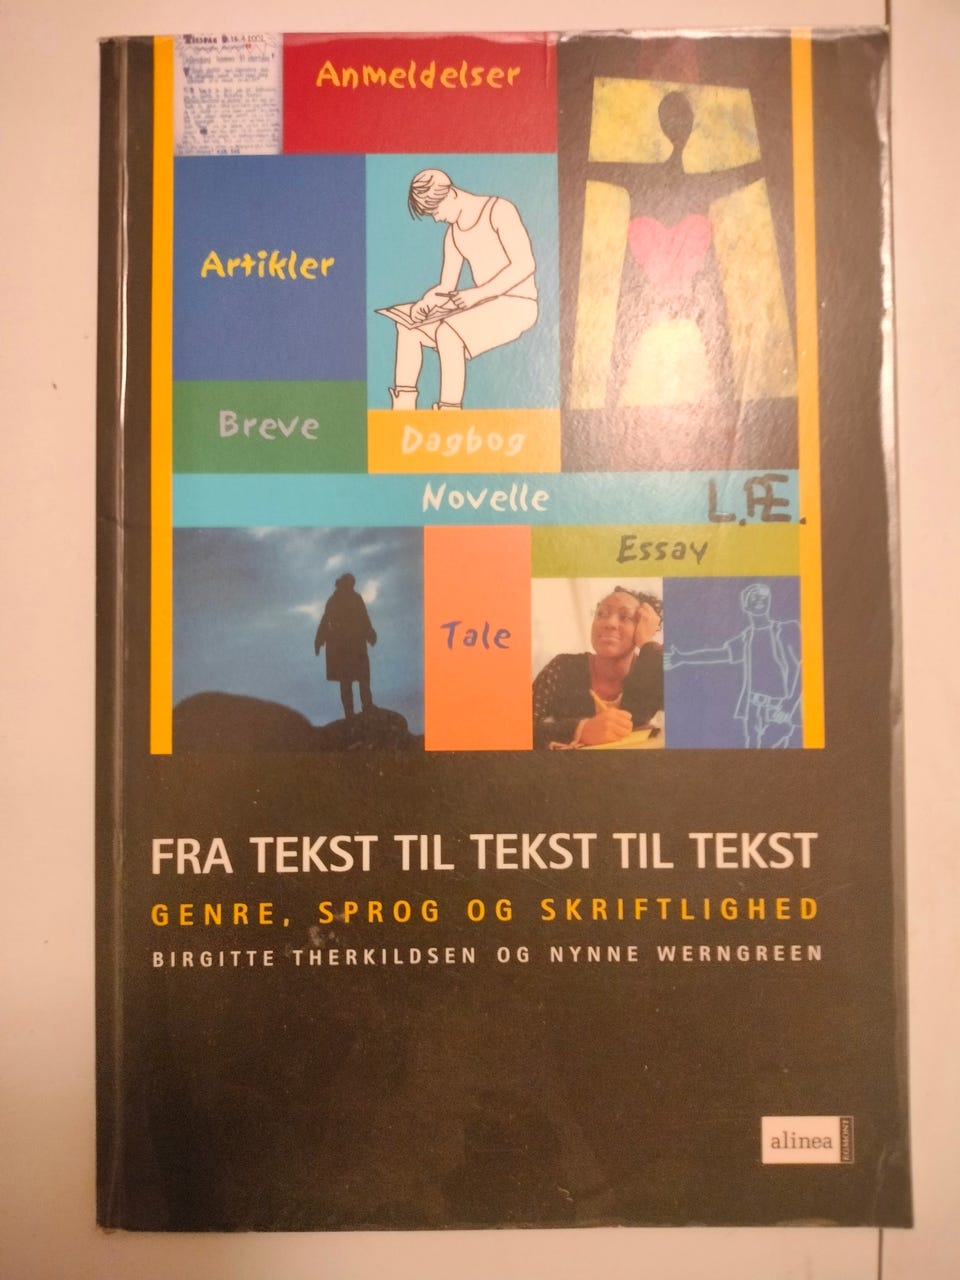 Anmeldelser
Artikler
Breve
Dagbog
Novelle
L.Æ.
Essay
Tale
FRA TEKST TIL TEKST TIL TEKST
GENRE, SPROG OG SKRIFTLIGHED
BIRGITTE THERKILDSEN OG NYNNE WERNGREEN
alinea
EGMONT